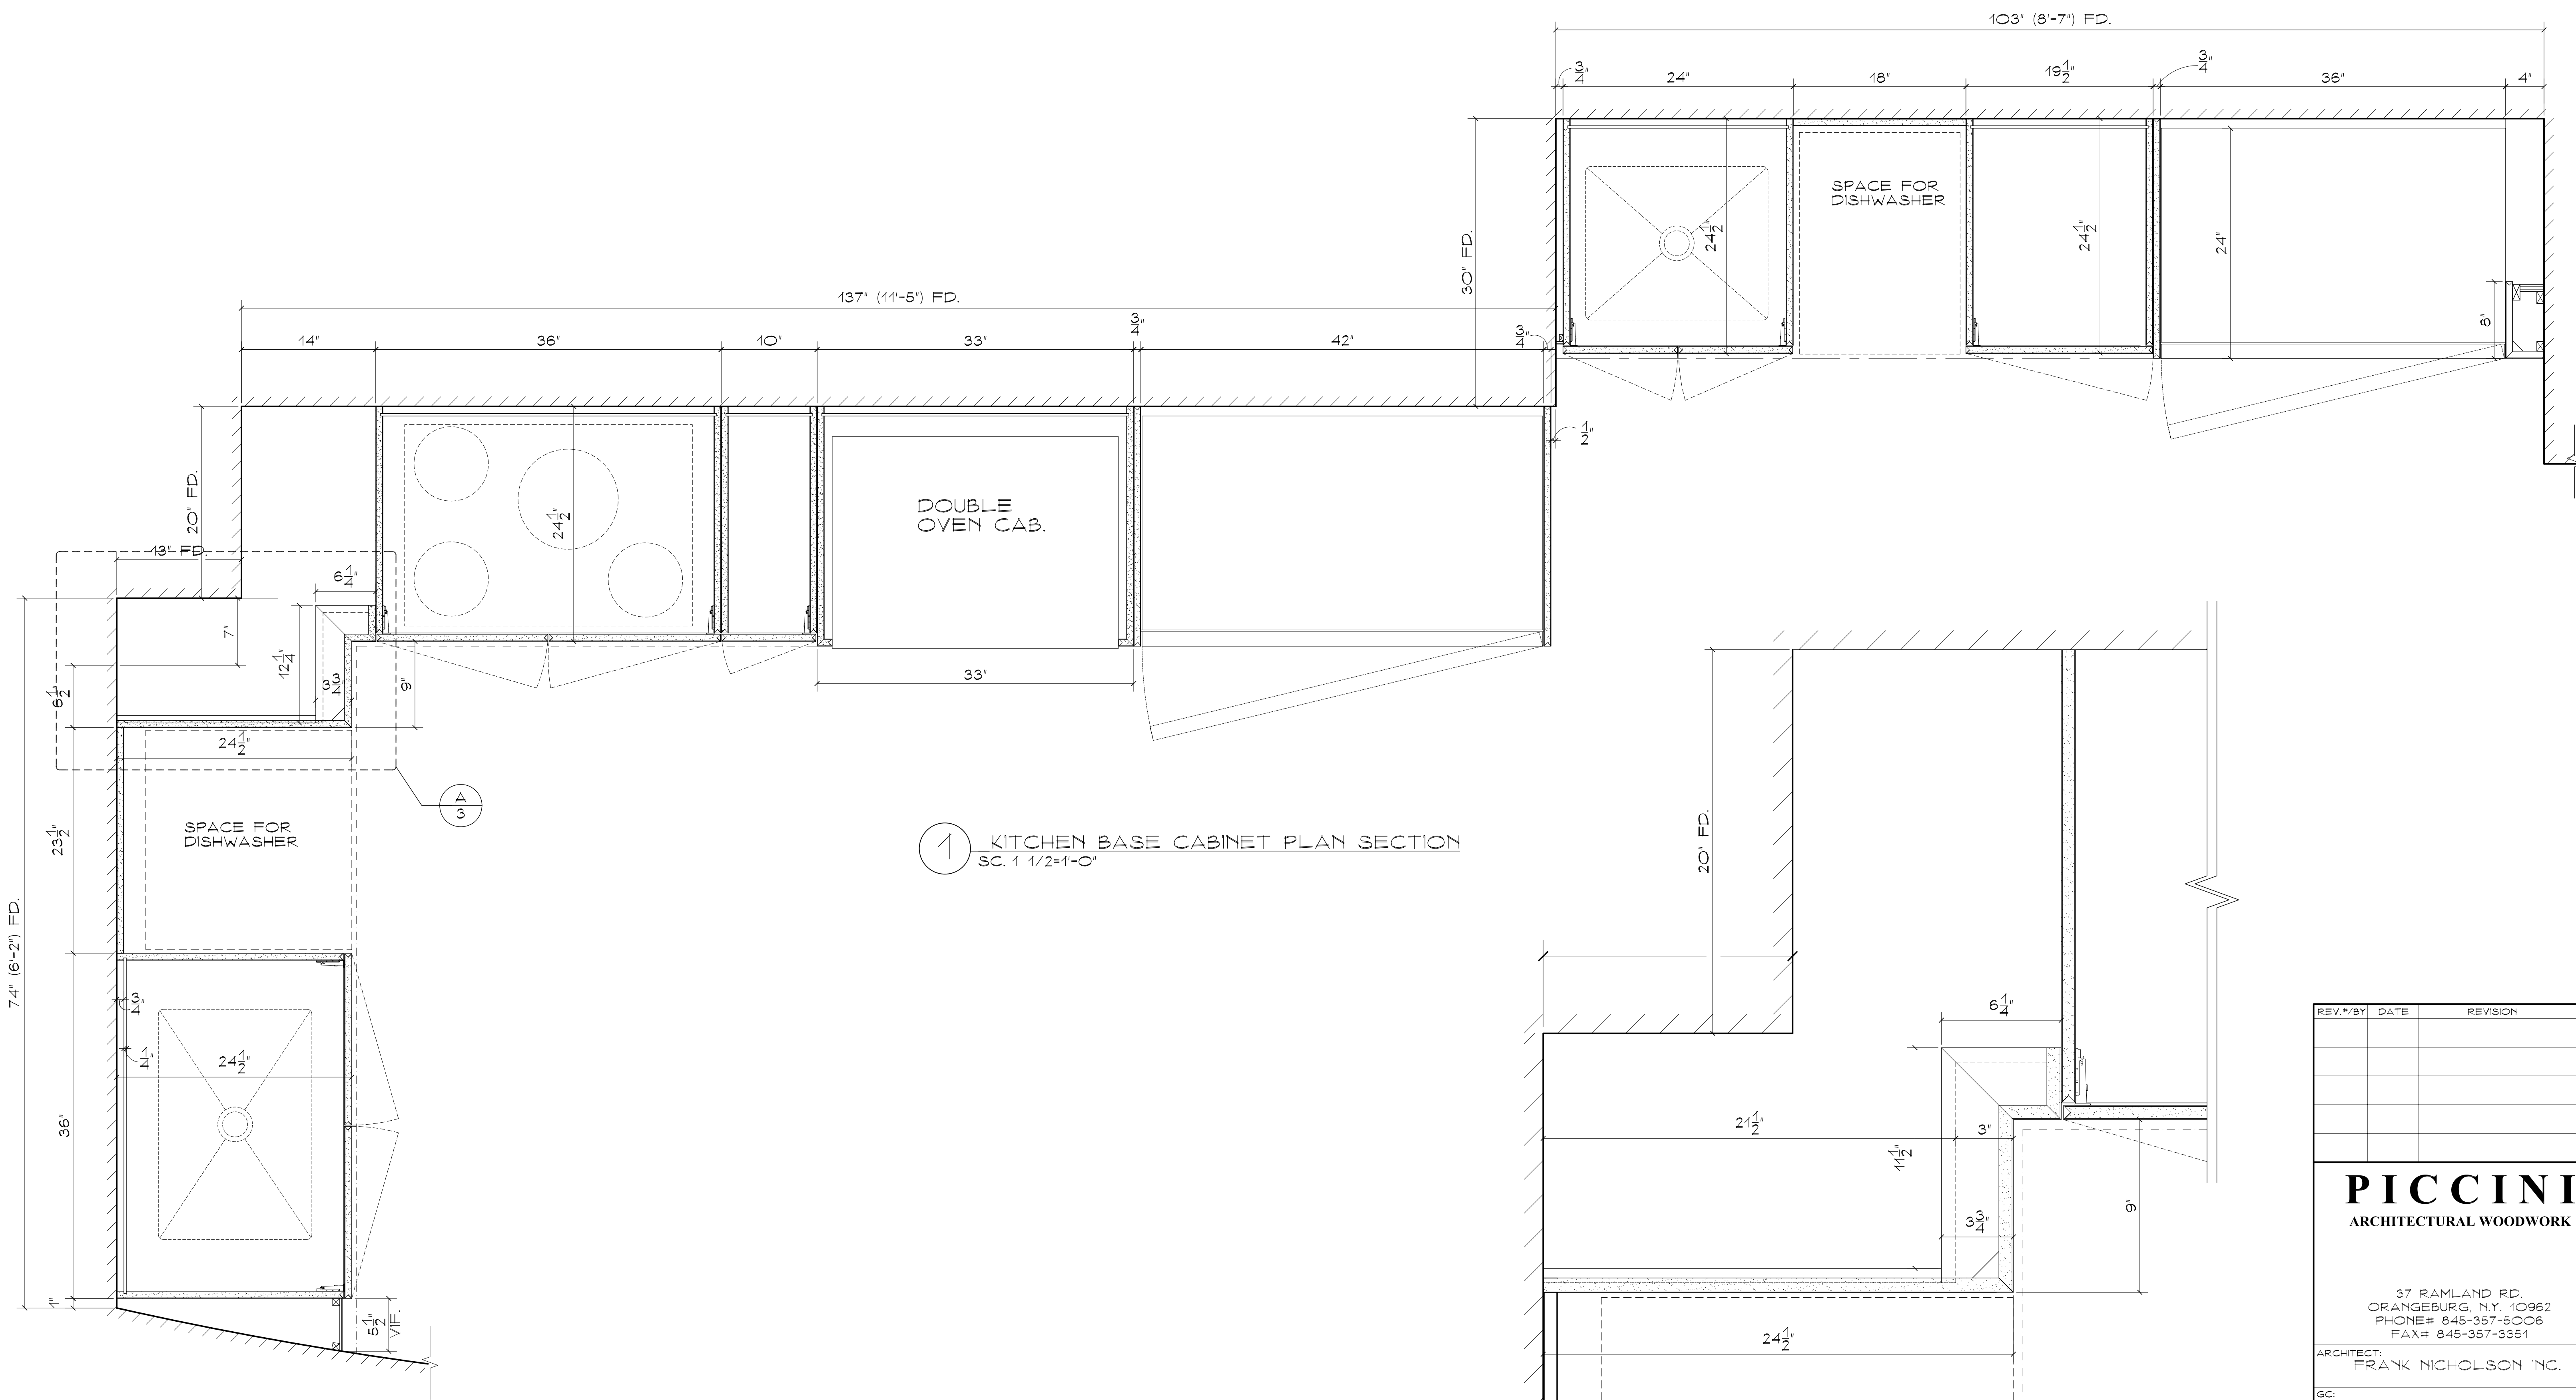 103" (8'-7") FD.
3/4"
24"
18"
19 1/2"
3/4"
36"
4"
30" FD.
24 1/2"
SPACE FOR
DISHWASHER
24 1/2"
24"
8"
137" (11'-5") FD.
14"
36"
10"
33"
3/4"
42"
3/4"
1/2"
20" FD.
24 1/2"
DOUBLE
OVEN CAB.
33"
13" FD.
6 1/4"
7"
12 1/4"
3 3/4"
9"
6 1/2"
24 1/2"
A
3
SPACE FOR
DISHWASHER
23 1/2"
74" (6'-2") FD.
3/4"
1/4"
24 1/2"
36"
1"
5 1/2"
VIF.
1
KITCHEN BASE CABINET PLAN SECTION
SC. 1 1/2=1'-0"
20" FD.
6 1/4"
21 1/2"
3"
11 1/2"
3 3/4"
9"
24 1/2"
REV.#/BY DATE REVISION
PICCINI
ARCHITECTURAL WOODWORK
37 RAMLAND RD.
ORANGEBURG, N.Y. 10962
PHONE# 845-357-5006
FAX# 845-357-3351
ARCHITECT:
FRANK NICHOLSON INC.
GC: